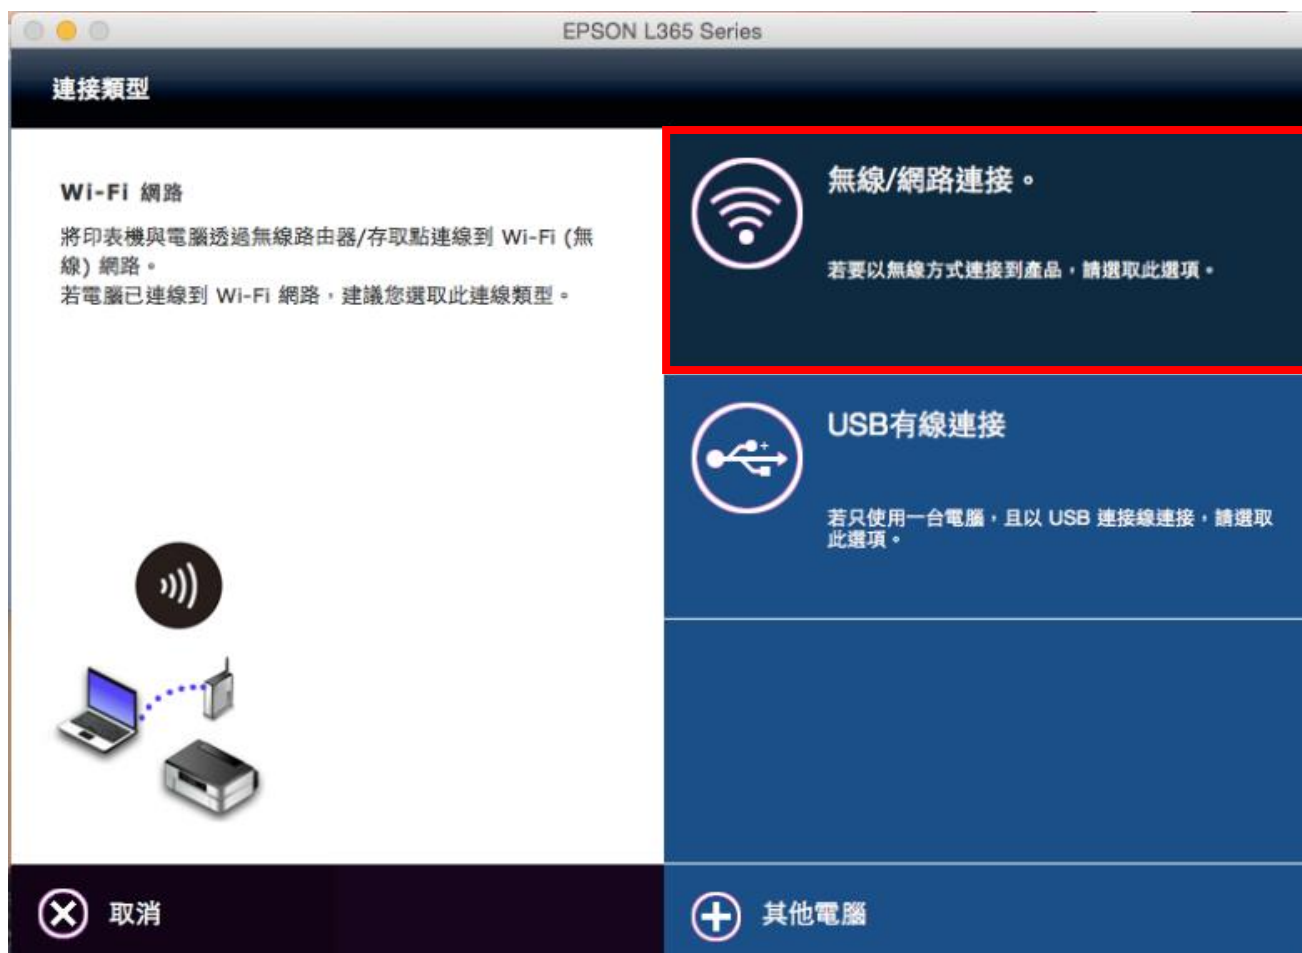 EPSON L365 Series
連接類型
Wi-Fi 網路
將印表機與電腦透過無線路由器/存取點連線到 Wi-Fi (無
線) 網路。
若電腦已連線到 Wi-Fi 網路，建議您選取此連線類型。
無線/網路連接。
若要以無線方式連接到產品，請選取此選項。
USB有線連接
若只使用一台電腦，且以 USB 連接線連接，請選取
此選項。
取消
其他電腦